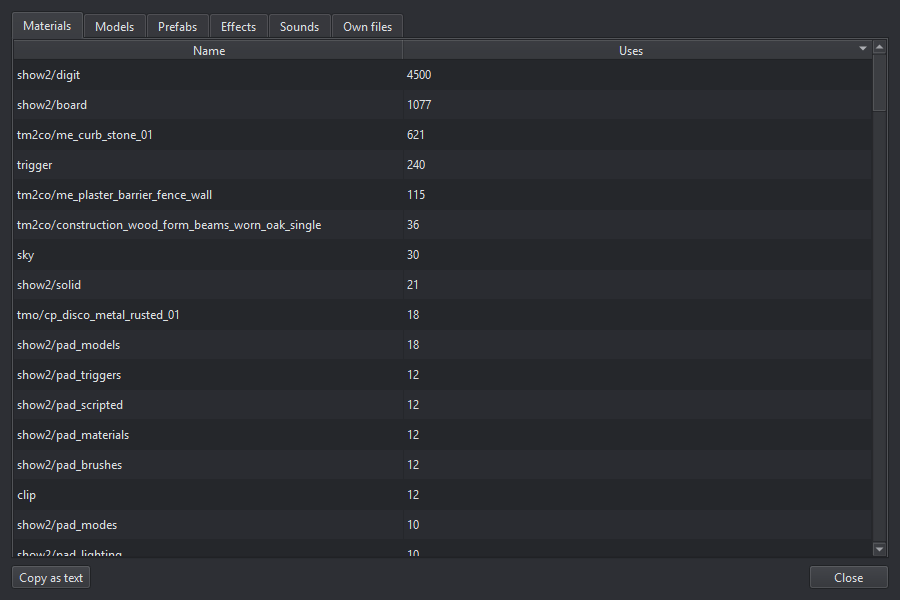 Materials Models Prefabs Effects Sounds Own files
Name Uses
show2/digit 4500
show2/board 1077
tm2co/me_curb_stone_01 621
trigger 240
tm2co/me_plaster_barrier_fence_wall 115
tm2co/construction_wood_form_beams_worn_oak_single 36
sky 30
show2/solid 21
tmo/cp_disco_metal_rusted_01 18
show2/pad_models 18
show2/pad_triggers 12
show2/pad_scripted 12
show2/pad_materials 12
show2/pad_brushes 12
clip 12
show2/pad_modes 10
show2/pad_lighting 10
Copy as text Close